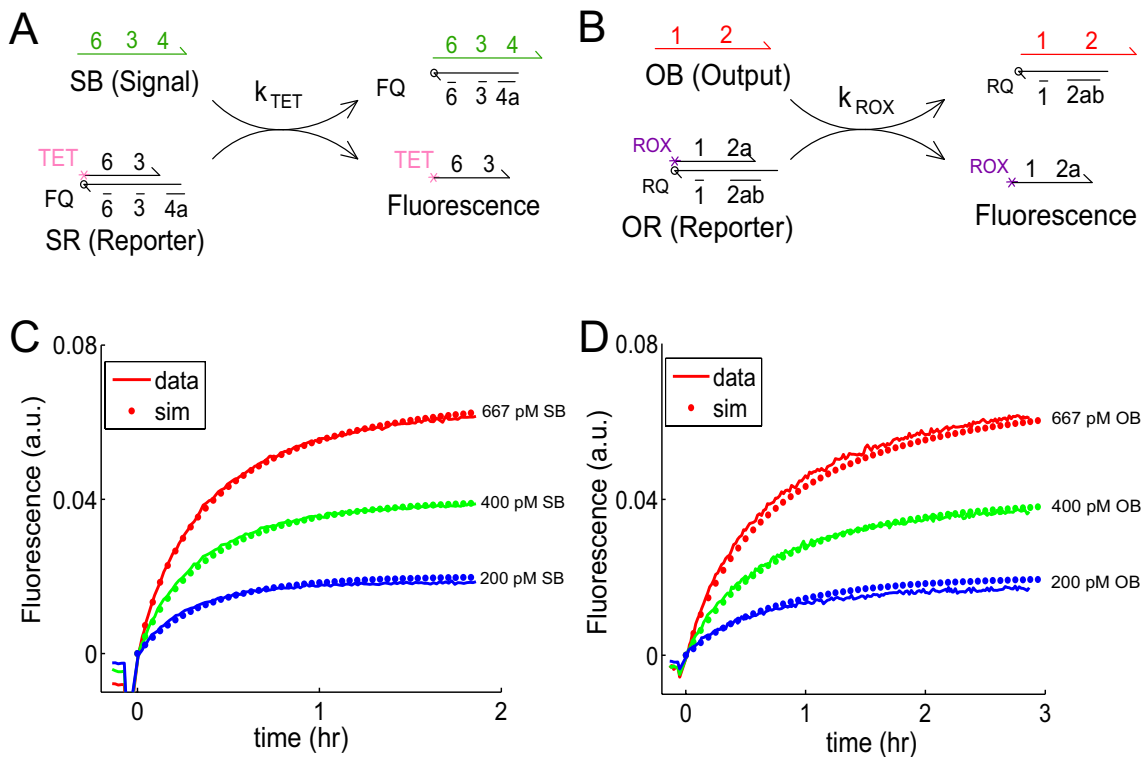 A
6 3 4
SB (Signal)
k TET
FQ
6 3 4
6̄ 3̄ 4a̅
TET
6 3
FQ
6̄ 3̄ 4a̅
SR (Reporter)
TET
6 3
Fluorescence
B
1 2
OB (Output)
k ROX
RQ
1 2
1̄ 2ab̅
ROX
1 2a
RQ
1̄ 2ab̅
OR (Reporter)
ROX
1 2a
Fluorescence
C
0.08
0.04
0
Fluorescence (a.u.)
data
sim
667 pM SB
400 pM SB
200 pM SB
0 1 2
time (hr)
D
0.08
0.04
0
Fluorescence (a.u.)
data
sim
667 pM OB
400 pM OB
200 pM OB
0 1 2 3
time (hr)